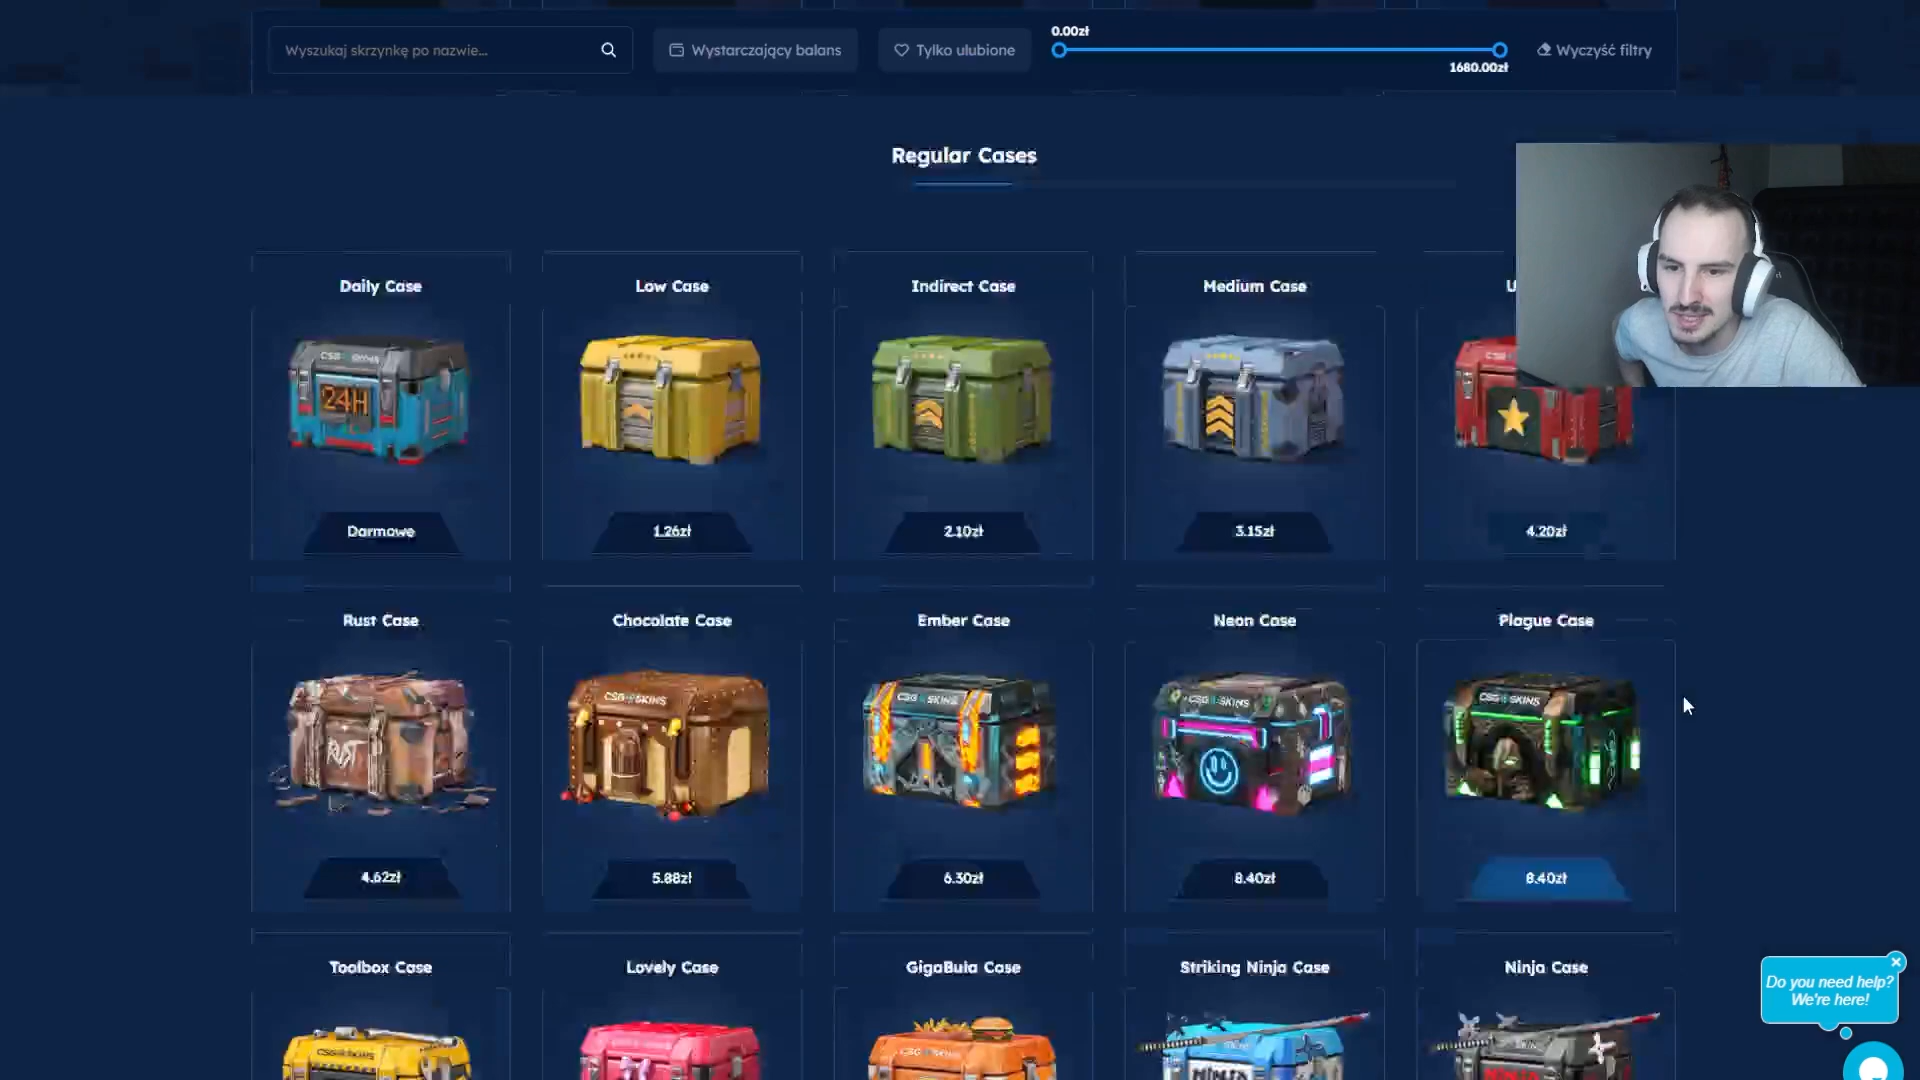 0.00zł
Wyszukaj skrzynkę po nazwie...
Wystarczający balans
Tylko ulubione
Wyczyść filtry
1680.00zł
Regular Cases
Daily Case
Low Case
Indirect Case
Medium Case
U
24H
Darmowe
1.26zł
2.10zł
3.15zł
4.20zł
Rust Case
Chocolate Case
Ember Case
Neon Case
Plague Case
RUST
4.62zł
5.88zł
6.30zł
8.40zł
8.40zł
Toolbox Case
Lovely Case
GigaBuła Case
Striking Ninja Case
Ninja Case
Do you need help?
We're here!
NINJA
NINJA